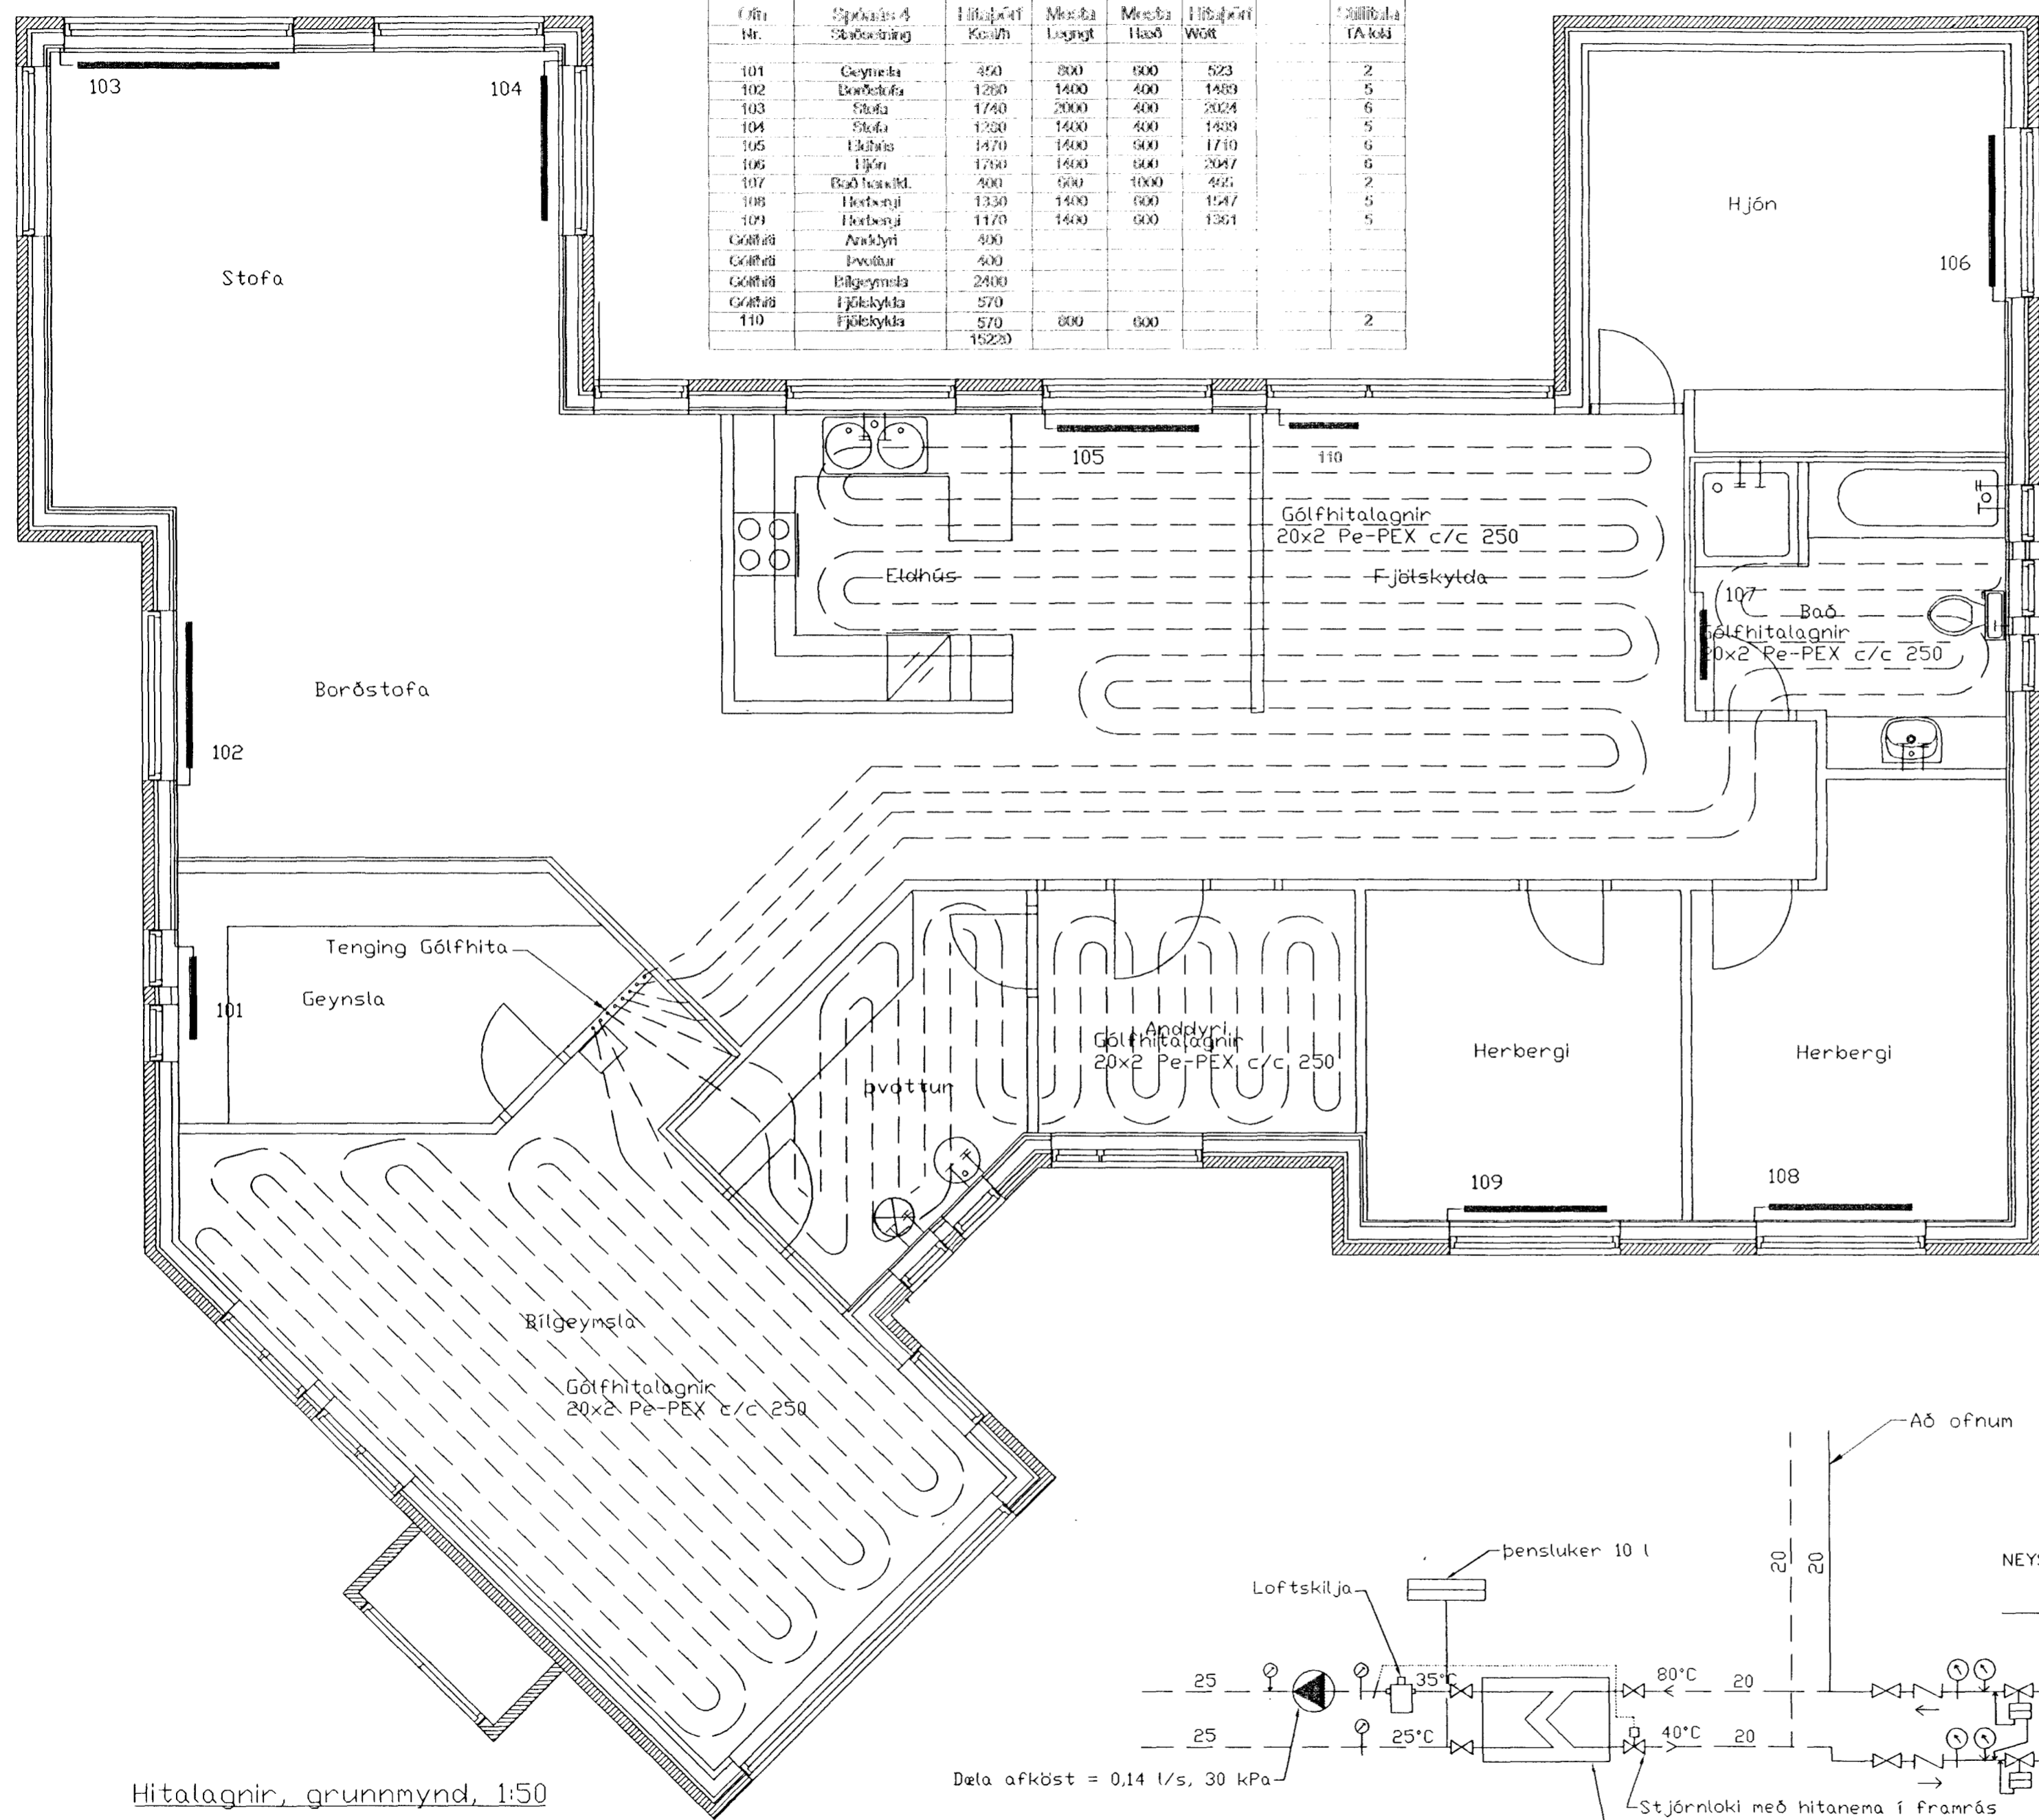 Ofn Spóaás 4 Hitaþörf Mesta Mesta Hitaþörf Stillitala
Nr. Staðsetning Kcal/h Lengngt Hæð Wött TA-loki
101 Geymsla 450 800 600 523 2
102 Borðstofa 1280 1400 400 1489 5
103 Stofa 1740 2000 400 2024 6
104 Stofa 1280 1400 400 1489 5
105 Eldhús 1470 1400 600 1710 6
106 Hjón 1760 1400 600 2047 6
107 Bað handkl. 400 600 1000 465 2
108 Herbergi 1330 1400 600 1547 5
109 Herbergi 1170 1400 600 1361 5
Gólfhiti Anddyri 400
Gólfhiti Þvottur 400
Gólfhiti Bílgeymsla 2400
Gólfhiti Fjölskylda 570
110 Fjölskylda 570 800 600 2
15220
103
104
Stofa
Hjón
106
105
110
Gólfhitalagnir
20x2 Pe-PEX c/c 250
Eldhús
Fjölskylda
107
Bað
Gólfhitalagnir
20x2 Pe-PEX c/c 250
Borðstofa
102
Tenging Gólfhita
Geynsla
101
Þvottur
Anddyri
Gólfhitalagnir
20x2 Pe-PEX c/c 250
Herbergi
Herbergi
109
108
Bílgeymsla
Gólfhitalagnir
20x2 Pe-PEX c/c 250
Að ofnum
Þensluker 10 l
Loftskilja
20
20
NEYS
25
35°C
80°C
20
25
25°C
40°C
20
Dæla afköst = 0,14 l/s, 30 kPa
Stjórnloki með hitanema í framrás
Hitalagnir, grunnmynd, 1:50